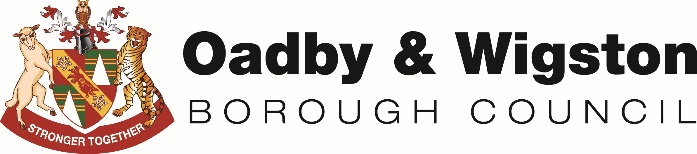 Oadby & Wigston
BOROUGH COUNCIL
STRONGER TOGETHER